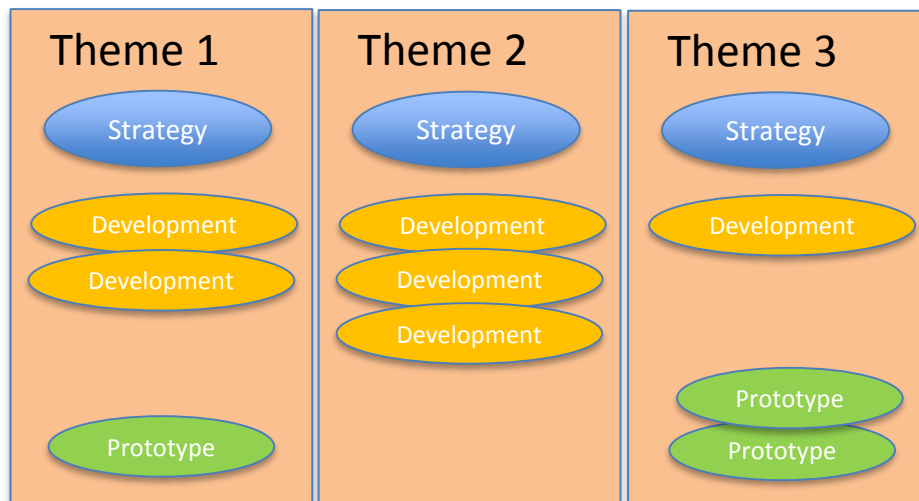 Theme 1
Strategy
Development
Development
Prototype
Theme 2
Strategy
Development
Development
Development
Theme 3
Strategy
Development
Prototype
Prototype